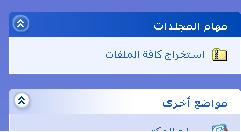 مهام المجلدات
استخراج كافة الملفات
مواضع أخرى